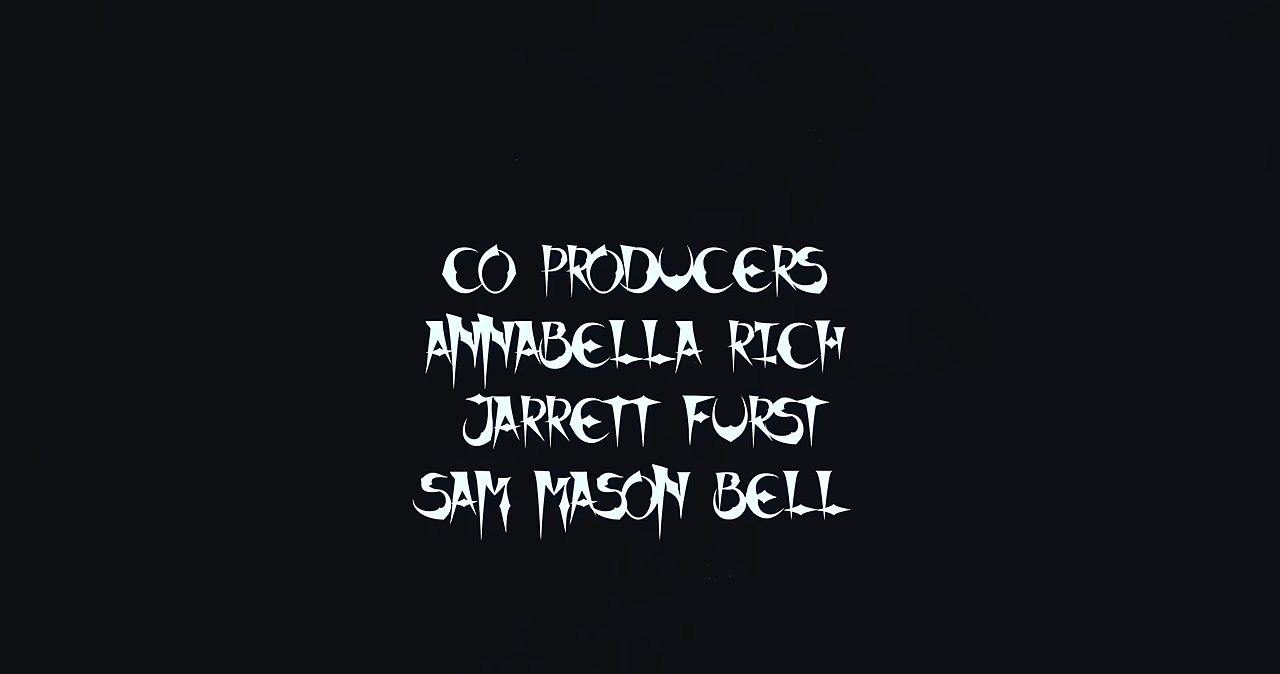 CO PRODUCERS
ANNABELLA RICH
JARRETT FURST
SAM MASON BELL